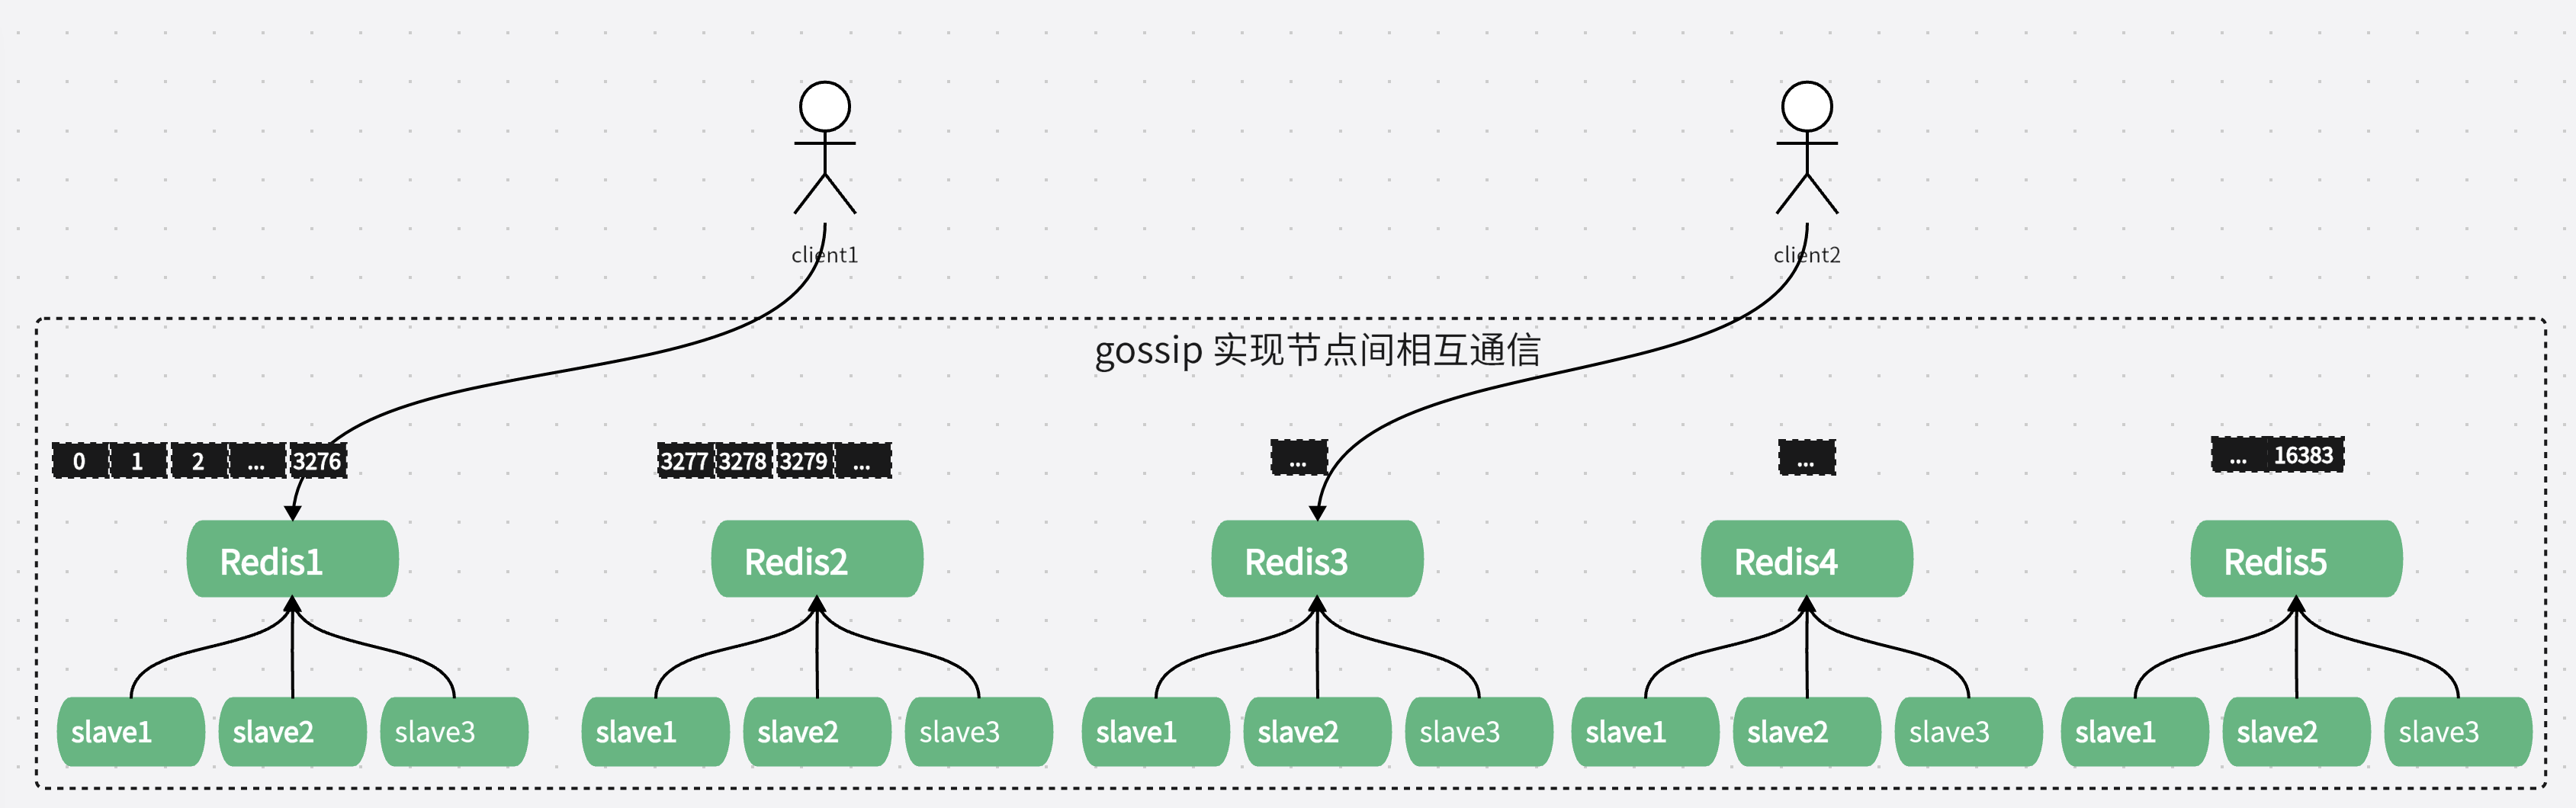 client1
client2
gossip 实现节点间相互通信
0 1 2 ... 3276
3277 3278 3279 ...
...
...
... 16383
Redis1
Redis2
Redis3
Redis4
Redis5
slave1 slave2 slave3
slave1 slave2 slave3
slave1 slave2 slave3
slave1 slave2 slave3
slave1 slave2 slave3